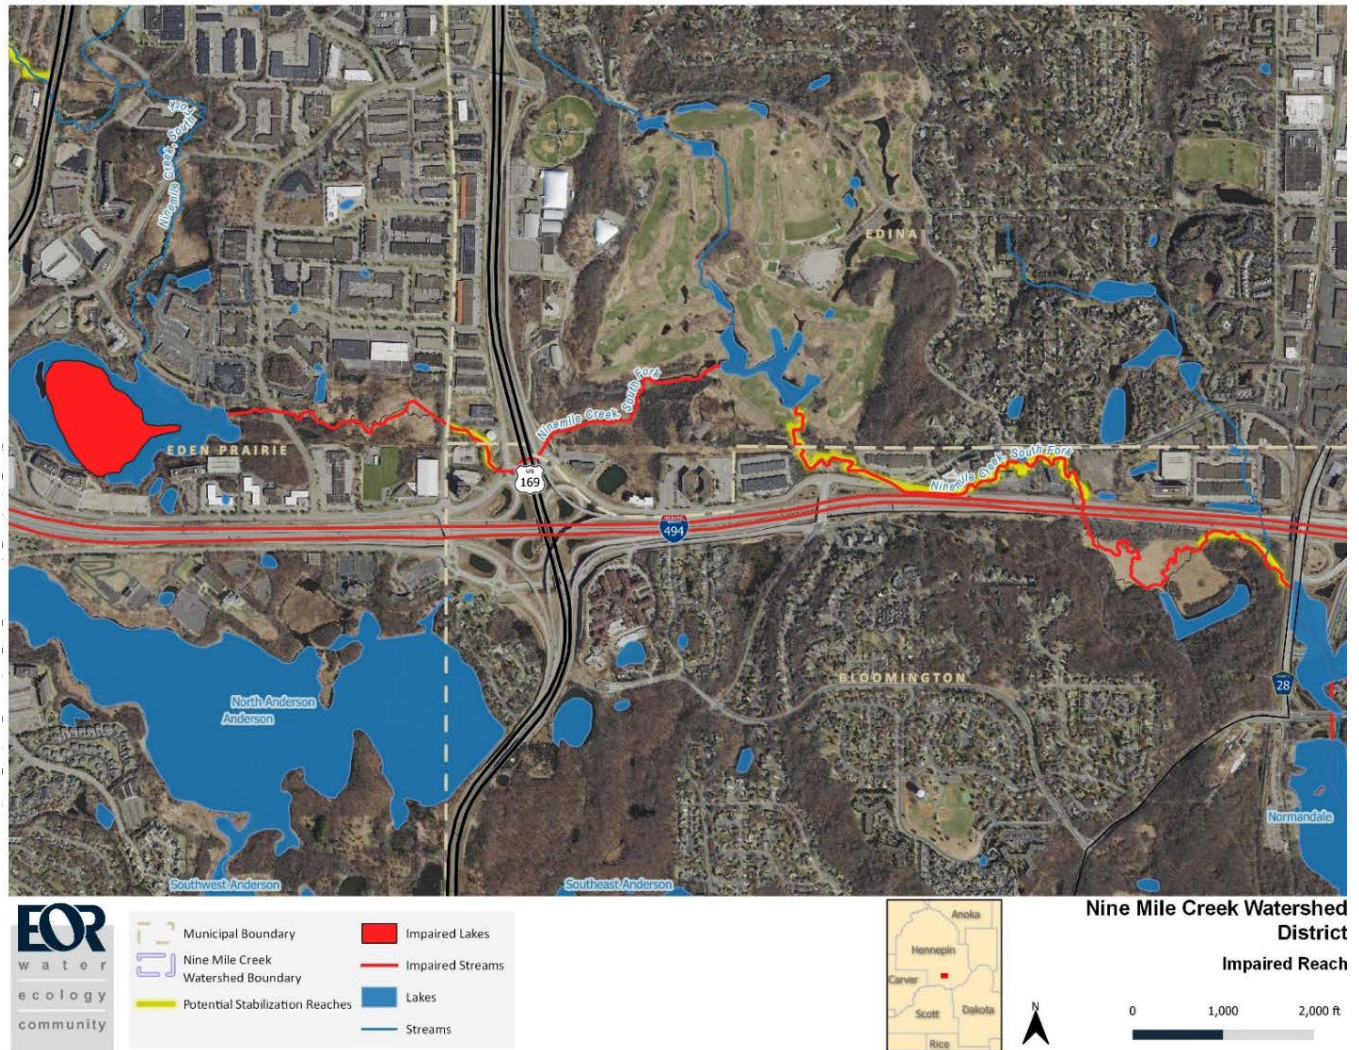 Ninemile Creek, South Fork
EDINA
Ninemile Creek, South Fork
EDEN PRAIRIE
US
169
Ninemile Creek, South Fork
494
North Anderson
Anderson
BLOOMINGTON
28
Normandale
Southwest Anderson
Southeast Anderson
EOR
water
ecology
community
Municipal Boundary
Nine Mile Creek
Watershed Boundary
Potential Stabilization Reaches
Impaired Lakes
Impaired Streams
Lakes
Streams
Anoka
Hennepin
Carver
Scott
Dakota
Rice
N
Nine Mile Creek Watershed
District
Impaired Reach
0 1,000 2,000 ft